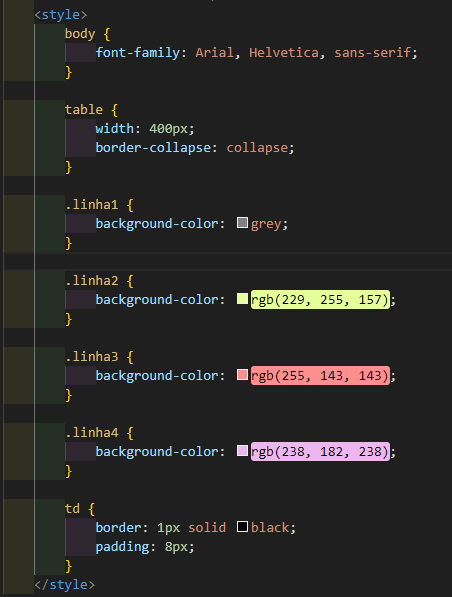 <style>
body {
font-family: Arial, Helvetica, sans-serif;
}
table {
width: 400px;
border-collapse: collapse;
}
.linha1 {
background-color: grey;
}
.linha2 {
background-color: rgb(229, 255, 157);
}
.linha3 {
background-color: rgb(255, 143, 143);
}
.linha4 {
background-color: rgb(238, 182, 238);
}
td {
border: 1px solid black;
padding: 8px;
}
</style>